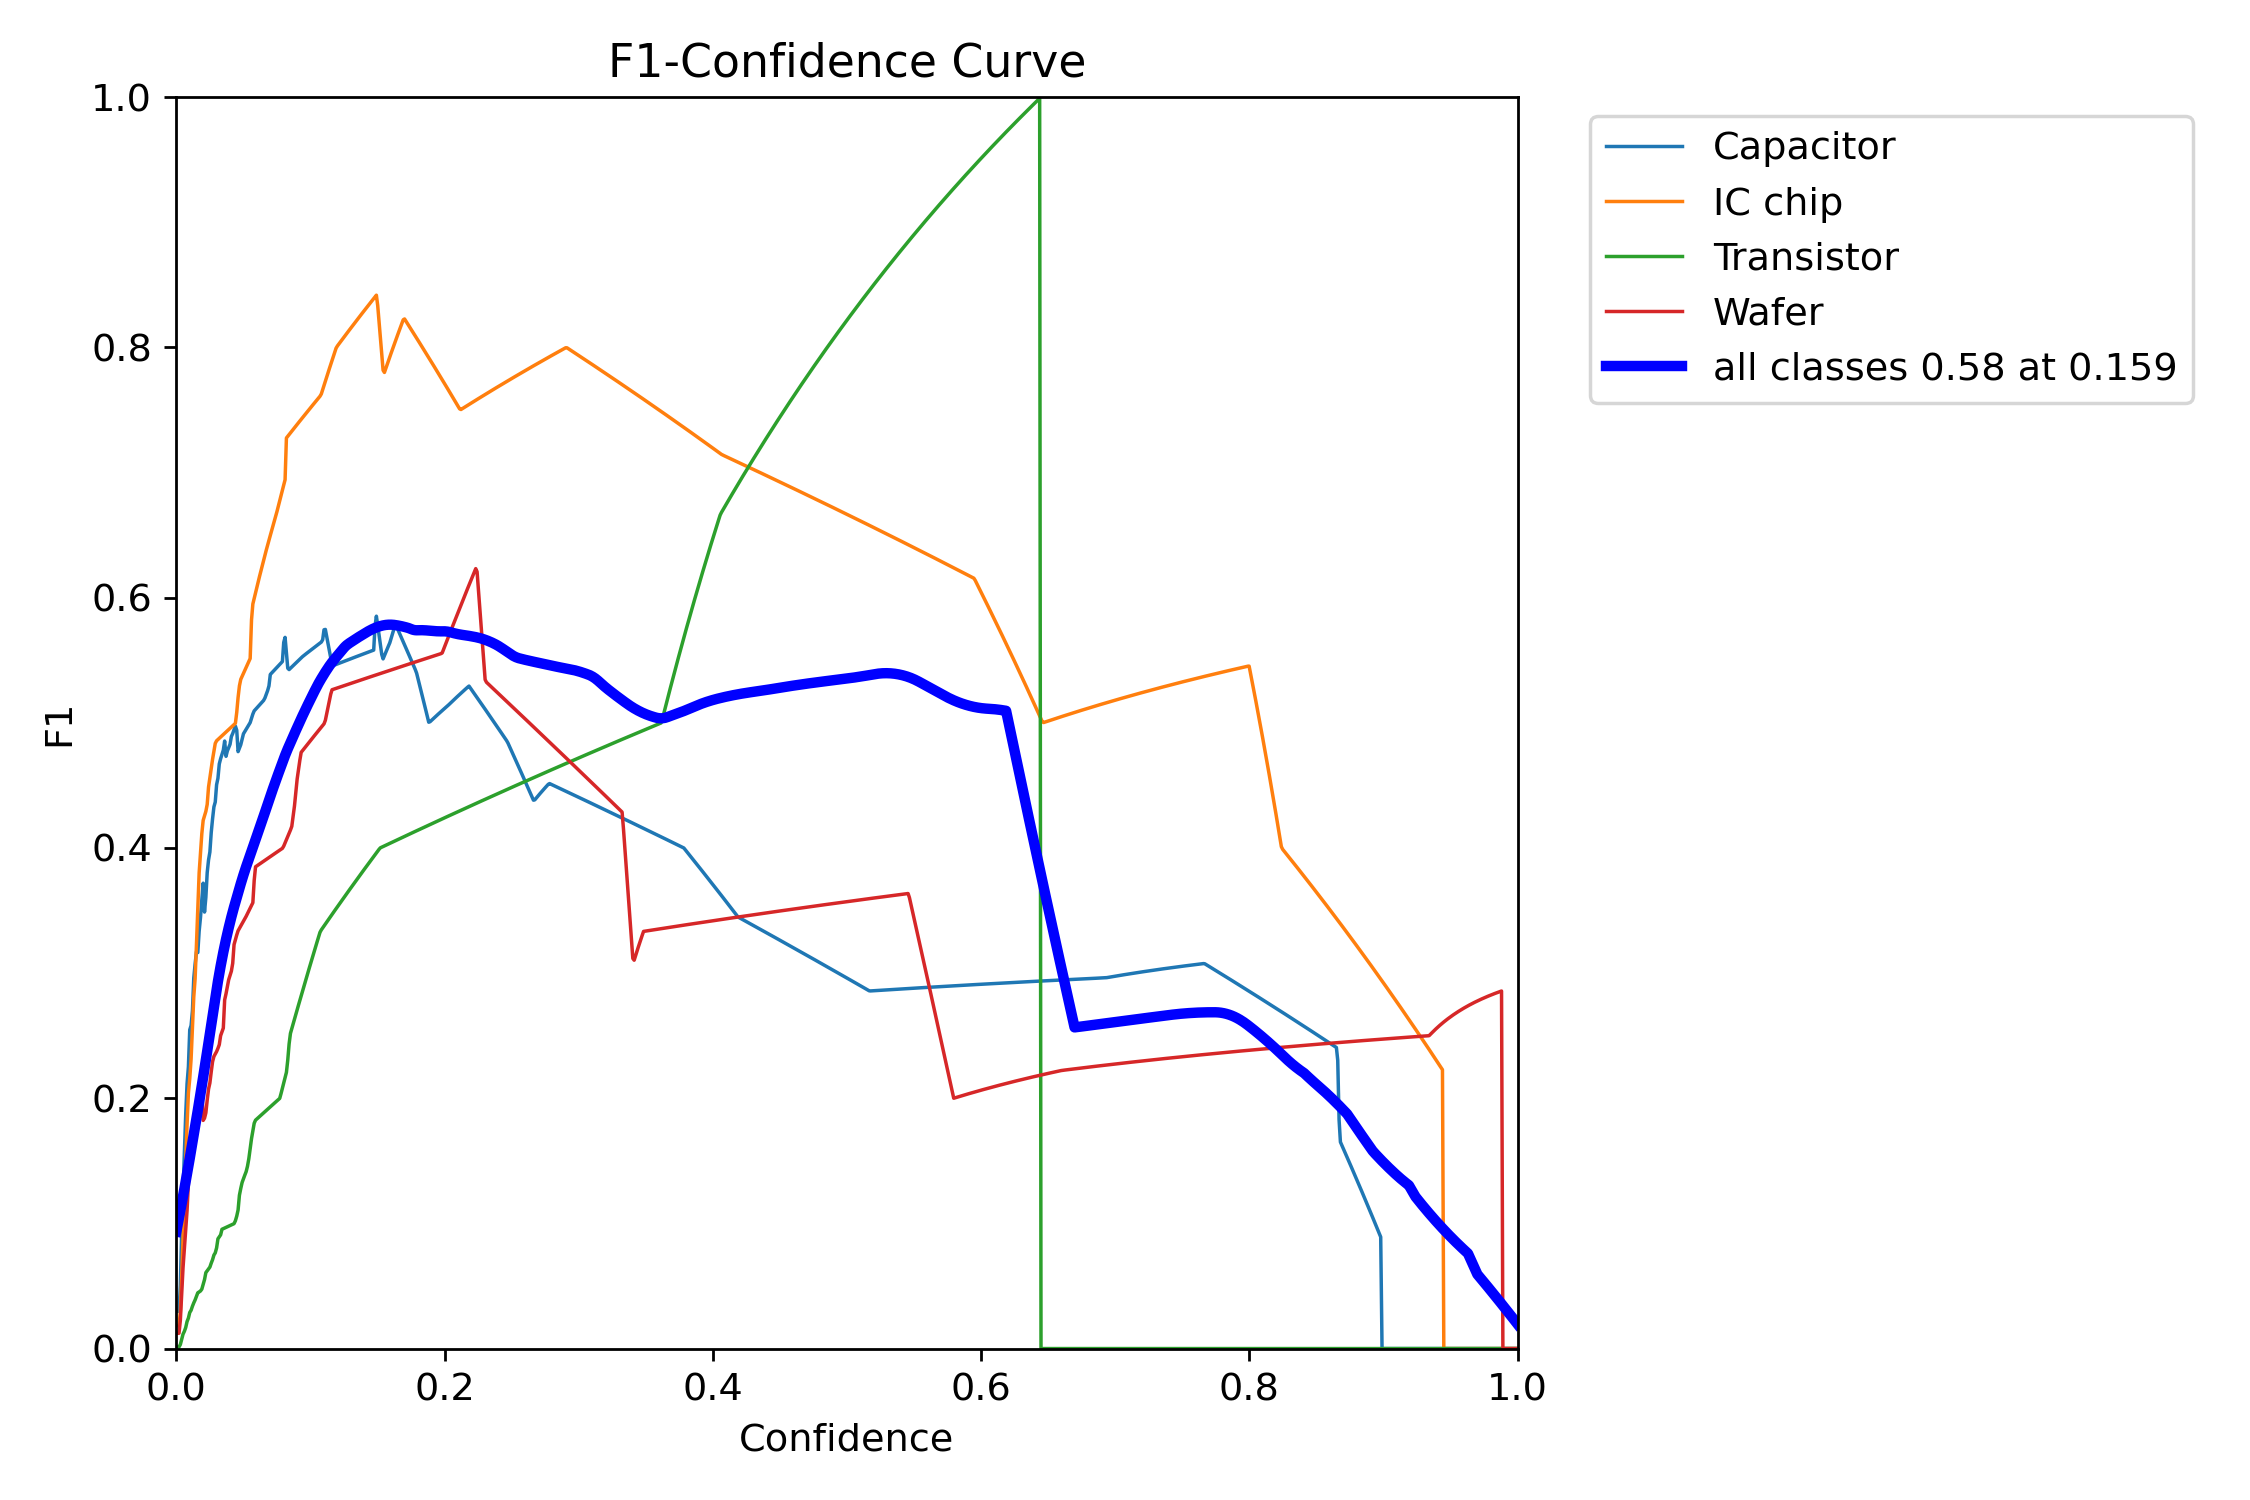 F1-Confidence Curve
1.0
0.8
0.6
0.4
0.2
0.0
F1
0.0 0.2 0.4 0.6 0.8 1.0
Confidence
Capacitor
IC chip
Transistor
Wafer
all classes 0.58 at 0.159